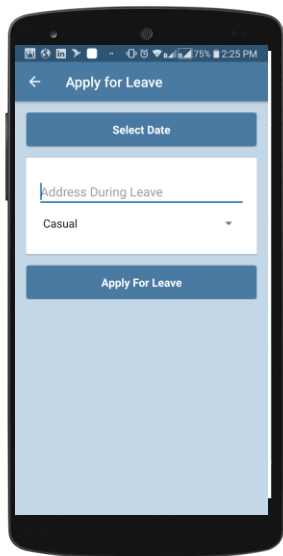 75% 2:25 PM
Apply for Leave
Select Date
Address During Leave
Casual
Apply For Leave